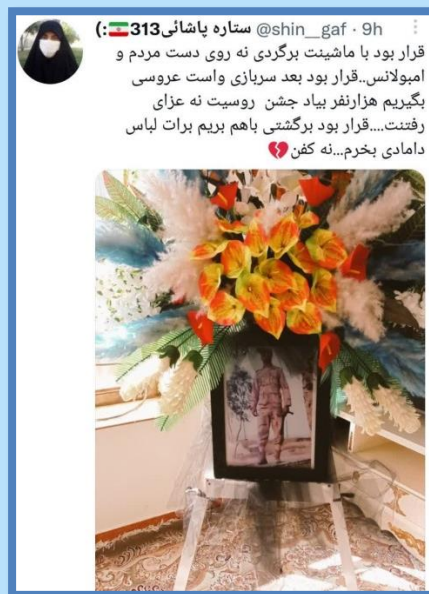 ستاره پاشائی313🇮🇷:) @shin__gaf · 9h
قرار بود با ماشینت برگردی نه روی دست مردم و
امبولانس..قرار بود بعد سربازی واست عروسی
بگیریم هزارنفر بیاد جشن روسیت نه عزای
رفتنت....قرار بود برگشتی باهم بریم برات لباس
دامادی بخرم...نه کفن💔